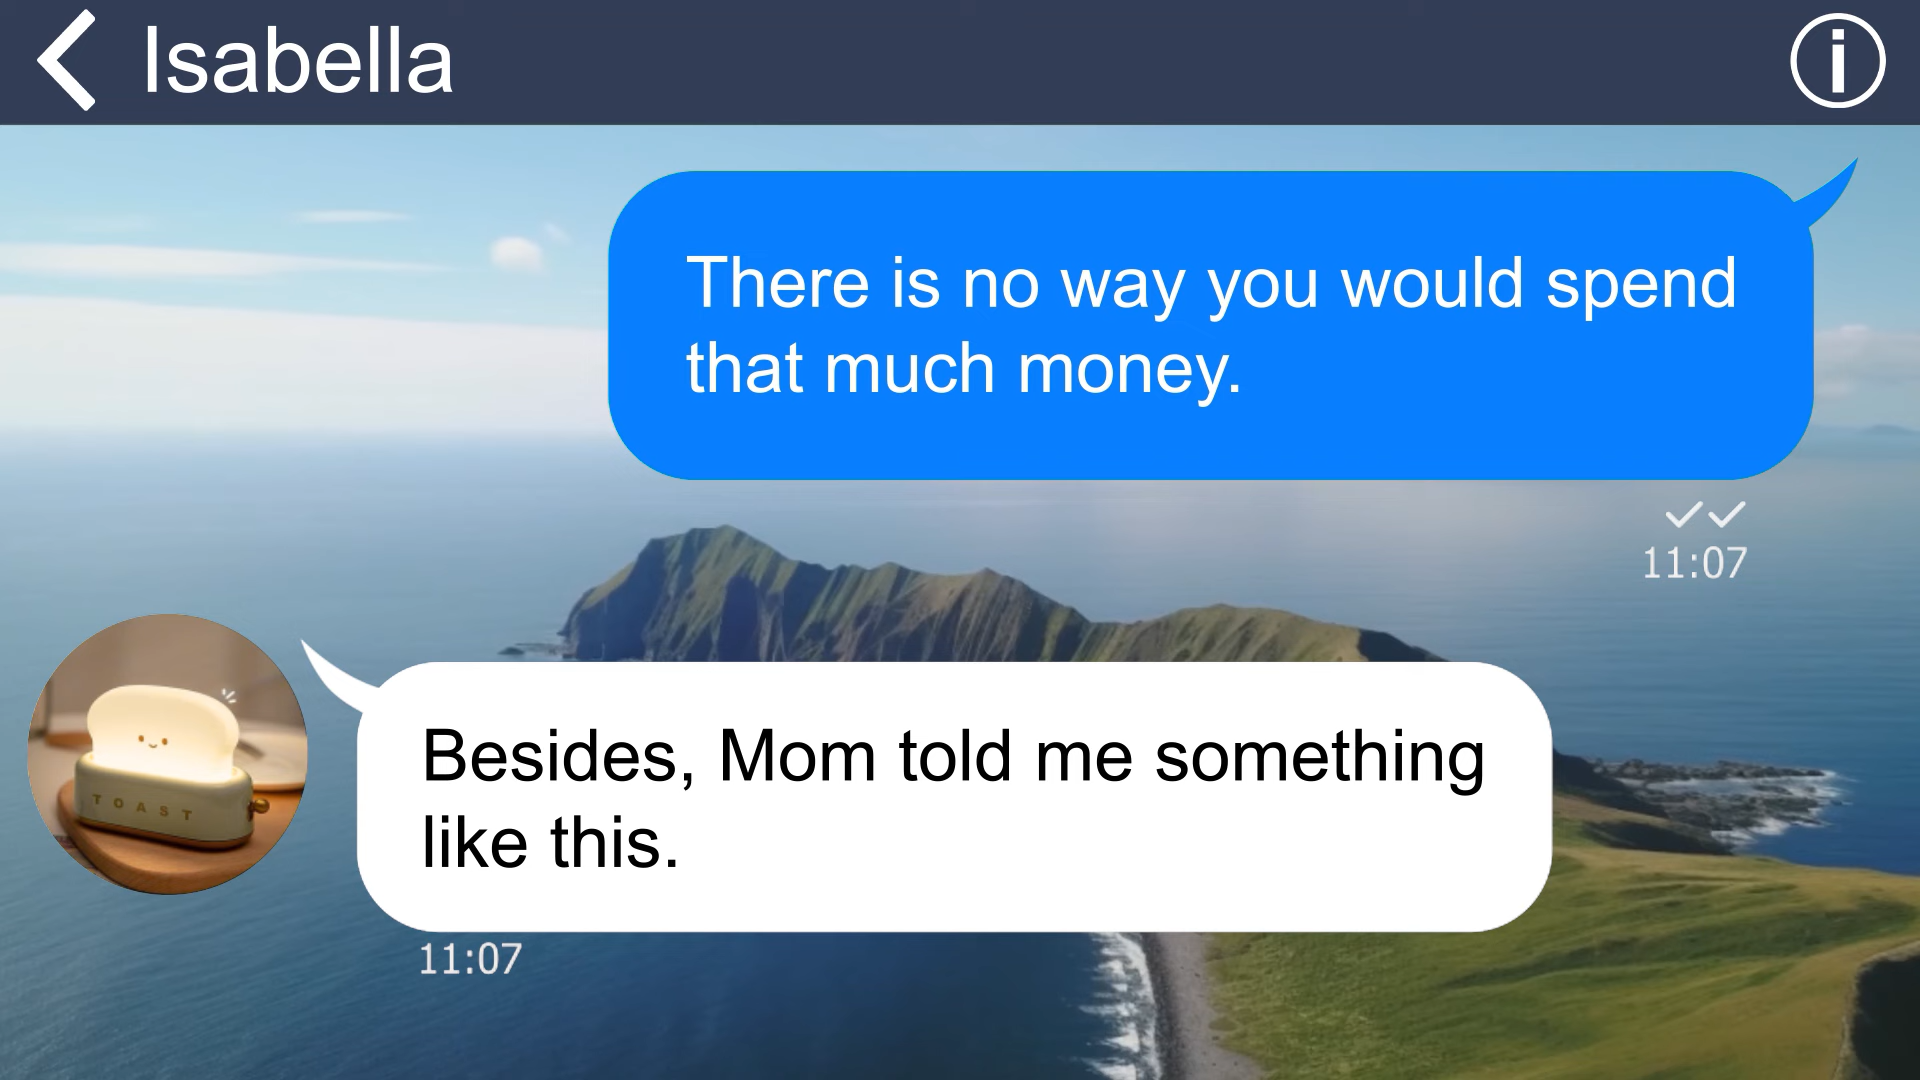 Isabella
There is no way you would spend
that much money.
11:07
TOAST
Besides, Mom told me something
like this.
11:07